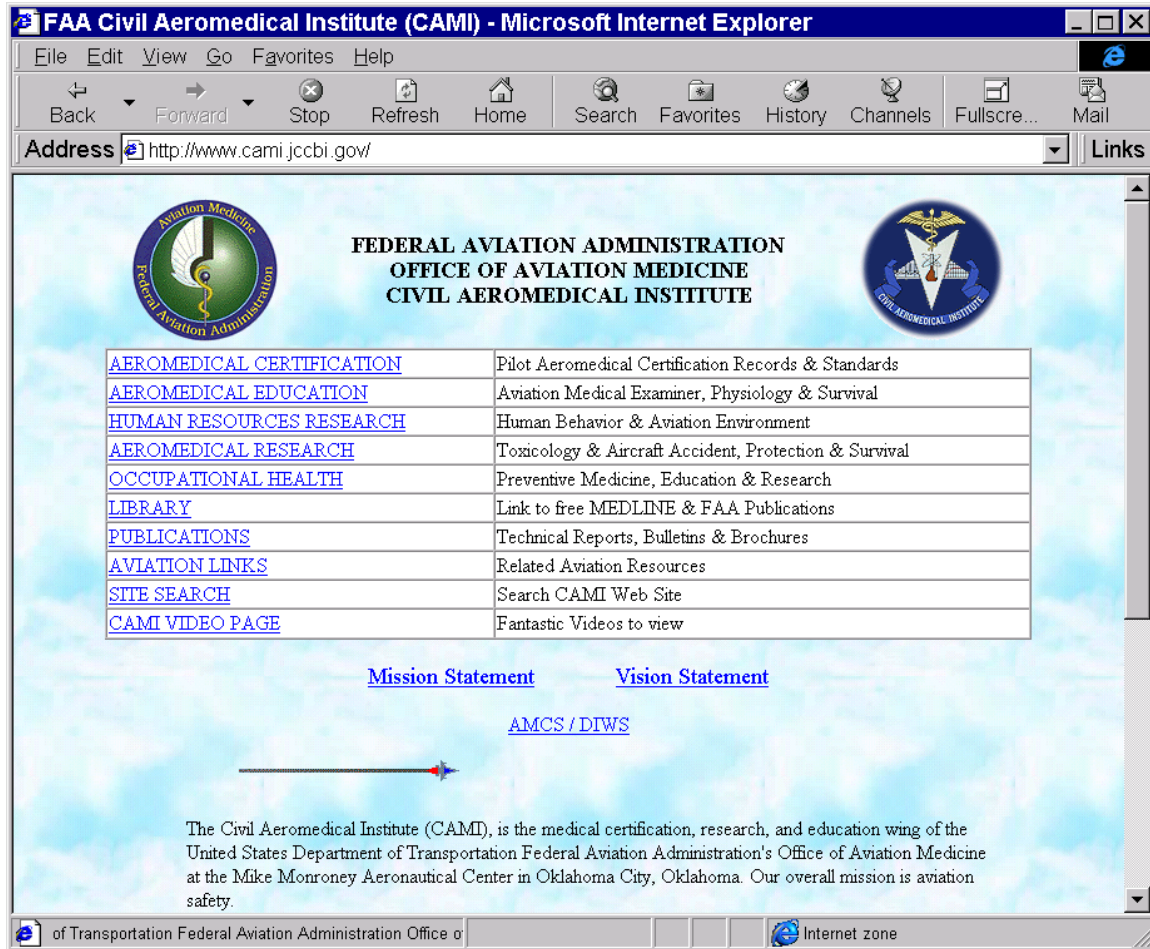 FAA Civil Aeromedical Institute (CAMI) - Microsoft Internet Explorer
File Edit View Go Favorites Help
Back Forward Stop Refresh Home Search Favorites History Channels Fullscre... Mail
Address http://www.cami.jccbi.gov/ Links
Aviation Medicine
Federal Aviation Administration
FEDERAL AVIATION ADMINISTRATION
OFFICE OF AVIATION MEDICINE
CIVIL AEROMEDICAL INSTITUTE
CIVIL AEROMEDICAL INSTITUTE
AEROMEDICAL CERTIFICATION Pilot Aeromedical Certification Records & Standards
AEROMEDICAL EDUCATION Aviation Medical Examiner, Physiology & Survival
HUMAN RESOURCES RESEARCH Human Behavior & Aviation Environment
AEROMEDICAL RESEARCH Toxicology & Aircraft Accident, Protection & Survival
OCCUPATIONAL HEALTH Preventive Medicine, Education & Research
LIBRARY Link to free MEDLINE & FAA Publications
PUBLICATIONS Technical Reports, Bulletins & Brochures
AVIATION LINKS Related Aviation Resources
SITE SEARCH Search CAMI Web Site
CAMI VIDEO PAGE Fantastic Videos to view
Mission Statement Vision Statement
AMCS / DIWS
The Civil Aeromedical Institute (CAMI), is the medical certification, research, and education wing of the
United States Department of Transportation Federal Aviation Administration's Office of Aviation Medicine
at the Mike Monroney Aeronautical Center in Oklahoma City, Oklahoma. Our overall mission is aviation
safety.
of Transportation Federal Aviation Administration Office o Internet zone